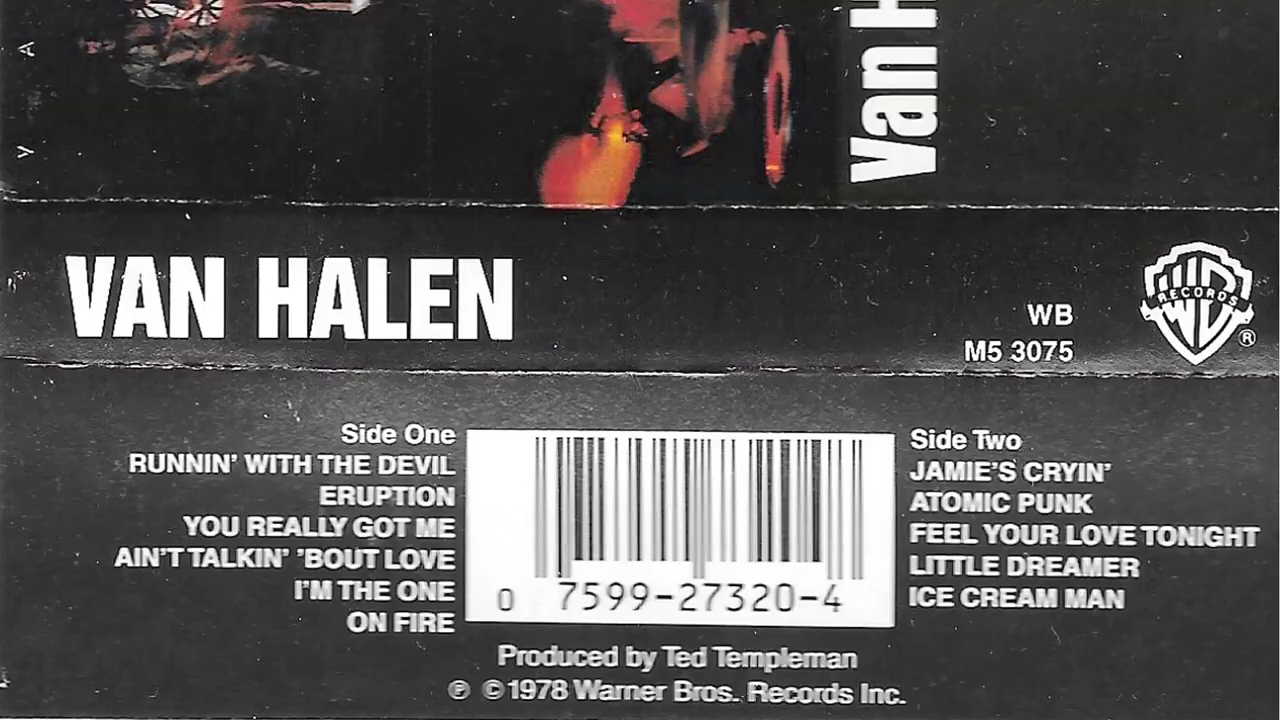 Van H
VAN HALEN
WB
M5 3075
RECORDS
®
Side One
RUNNIN' WITH THE DEVIL
ERUPTION
YOU REALLY GOT ME
AIN'T TALKIN' 'BOUT LOVE
I'M THE ONE
ON FIRE
0 7599-27320-4
Side Two
JAMIE'S CRYIN'
ATOMIC PUNK
FEEL YOUR LOVE TONIGHT
LITTLE DREAMER
ICE CREAM MAN
Produced by Ted Templeman
℗ ©1978 Warner Bros. Records Inc.